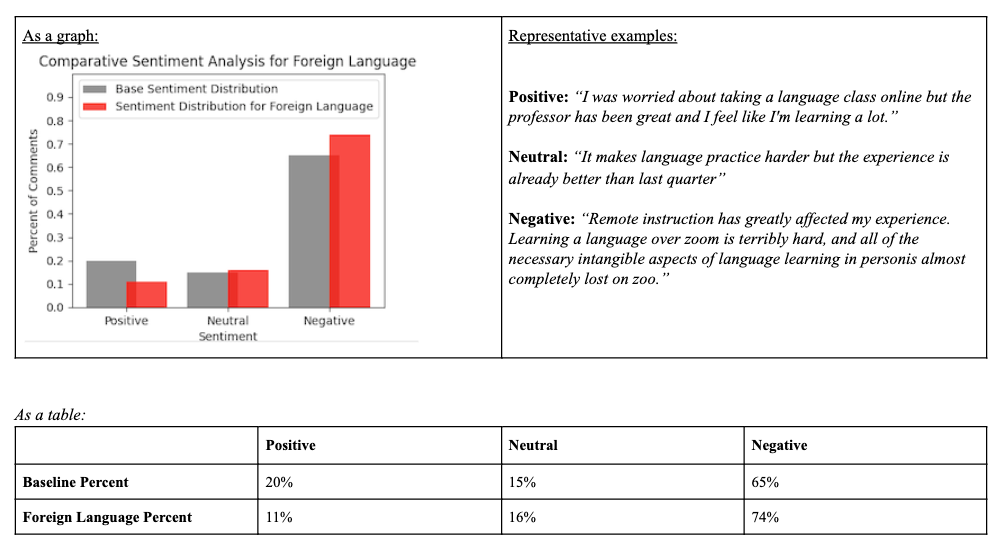 As a graph:
Comparative Sentiment Analysis for Foreign Language
Base Sentiment Distribution
Sentiment Distribution for Foreign Language
Percent of Comments
0.9
0.8
0.7
0.6
0.5
0.4
0.3
0.2
0.1
0.0
Positive Neutral Negative
Sentiment
Representative examples:
Positive: “I was worried about taking a language class online but the
professor has been great and I feel like I'm learning a lot.”
Neutral: “It makes language practice harder but the experience is
already better than last quarter”
Negative: “Remote instruction has greatly affected my experience.
Learning a language over zoom is terribly hard, and all of the
necessary intangible aspects of language learning in personis almost
completely lost on zoo.”
As a table:
Positive Neutral Negative
Baseline Percent 20% 15% 65%
Foreign Language Percent 11% 16% 74%